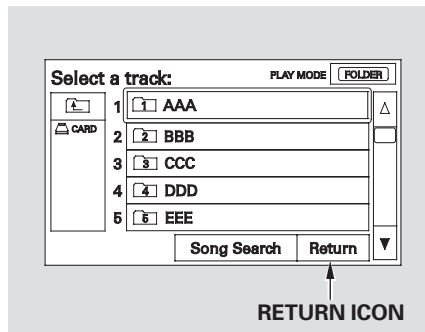 Select a track: PLAY MODE FOLDER
1 1 AAA
CARD
2 2 BBB
3 3 CCC
4 4 DDD
5 5 EEE
Song Search Return
RETURN ICON